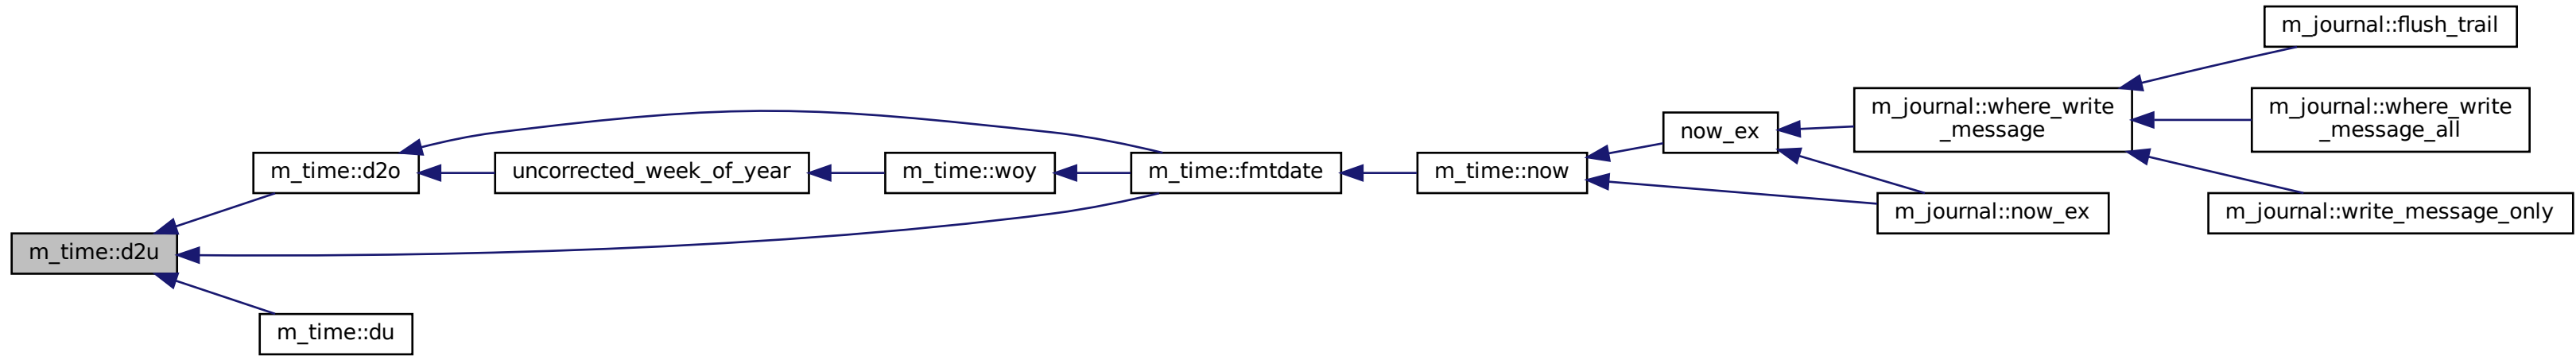 m_journal::flush_trail
m_journal::where_write
_message
m_journal::where_write
_message_all
now_ex
m_time::d2o
uncorrected_week_of_year
m_time::woy
m_time::fmtdate
m_time::now
m_journal::now_ex
m_journal::write_message_only
m_time::d2u
m_time::du